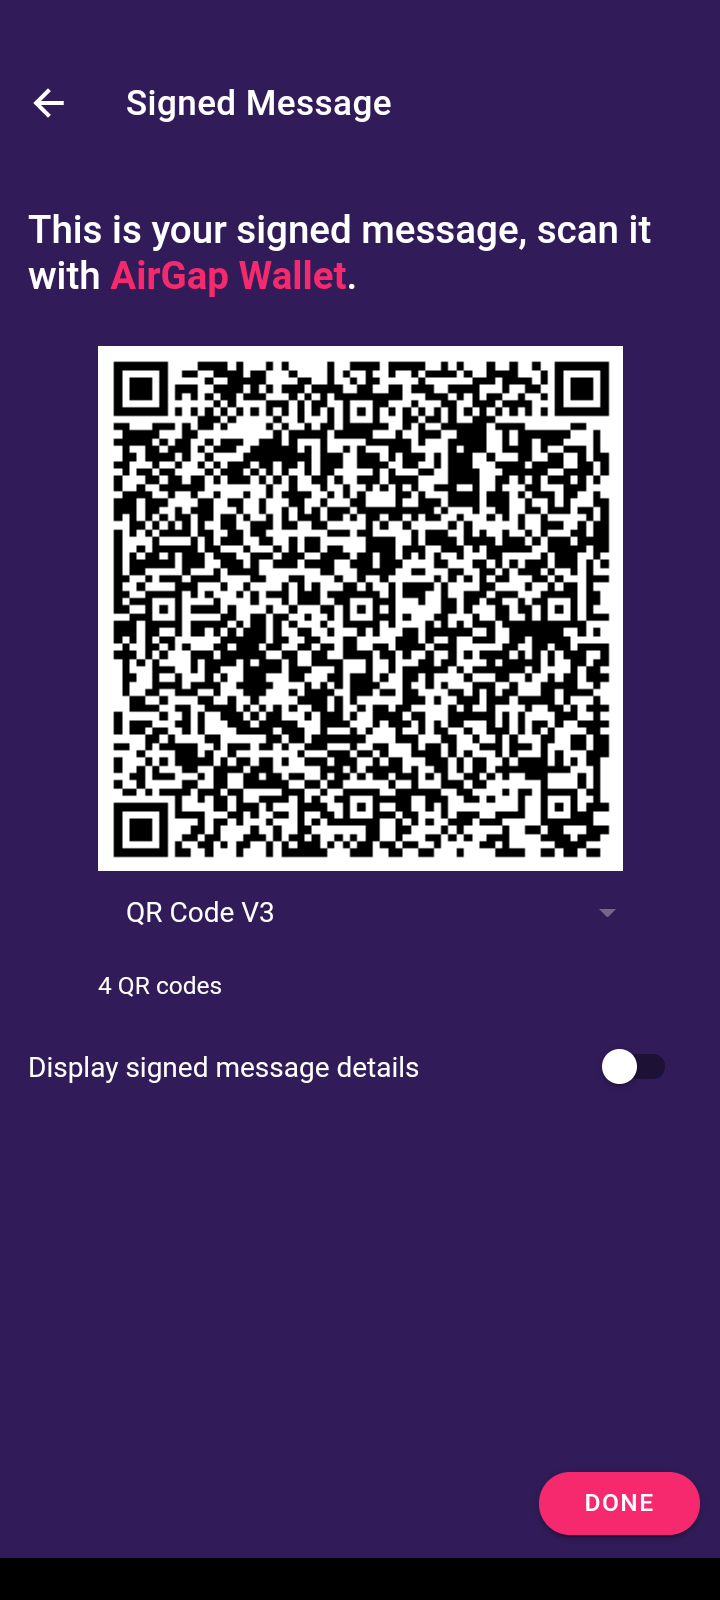 Signed Message
This is your signed message, scan it
with AirGap Wallet.
QR Code V3
4 QR codes
Display signed message details
DONE